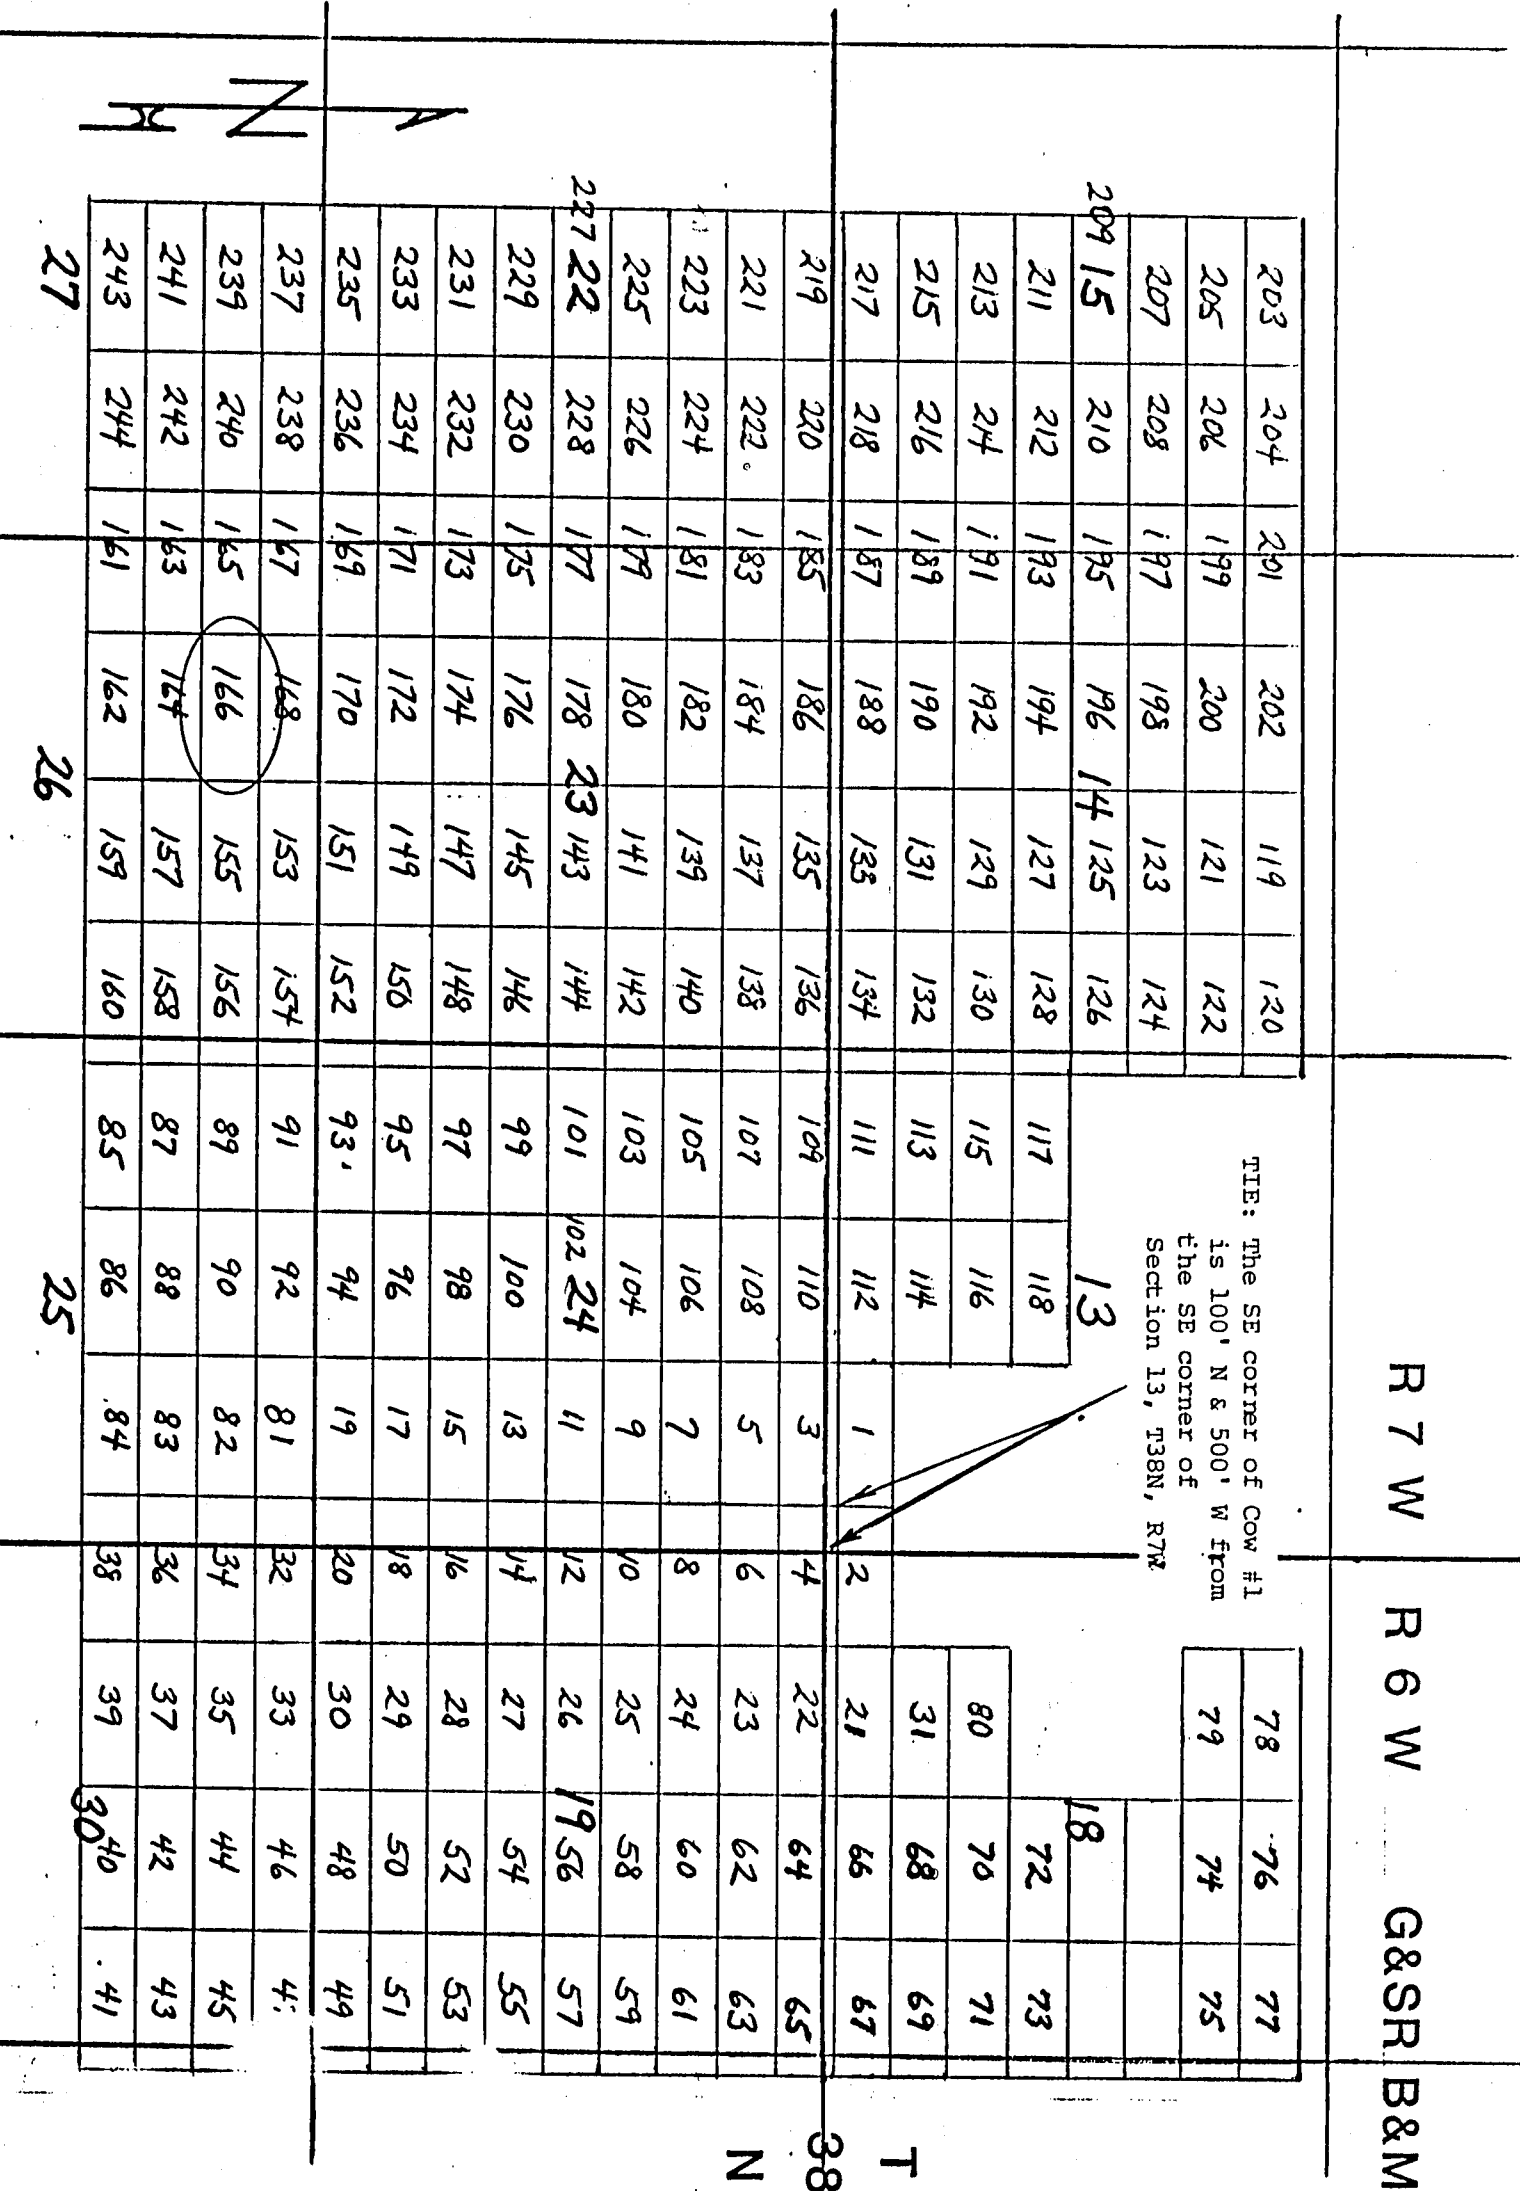 R 7 W R 6 W G&SR B&M
TIE: The SE corner of Cow #1
is 100' N & 500' W from
the SE corner of
Section 13, T38N, R7W
203 204 201 202 119 120 78 76 77
205 206 199 200 121 122 79 74 75
207 208 197 198 123 124
209 15 210 195 196 14 125 126 13 18
211 212 193 194 127 128 117 118 72 73
213 214 191 192 129 130 115 116 80 70 71
215 216 189 190 131 132 113 114 31 68 69
217 218 187 188 133 134 111 112 1 2 21 66 67
219 220 185 186 135 136 109 110 3 4 22 64 65
221 222 183 184 137 138 107 108 5 6 23 62 63
223 224 181 182 139 140 105 106 7 8 24 60 61
225 226 179 180 141 142 103 104 9 10 25 58 59
227 22 228 177 178 23 143 144 101 102 24 11 12 26 19 56 57
229 230 175 176 145 146 99 100 13 14 27 54 55
231 232 173 174 147 148 97 98 15 16 28 52 53
233 234 171 172 149 150 95 96 17 18 29 50 51
235 236 169 170 151 152 93 94 19 20 30 48 49
237 238 167 168 153 154 91 92 81 32 33 46
239 240 165 166 155 156 89 90 82 34 35 44 45
241 242 163 164 157 158 87 88 83 36 37 42 43
243 244 161 162 159 160 85 86 84 38 39 40 41
27 26 25 30
T
38
N
N